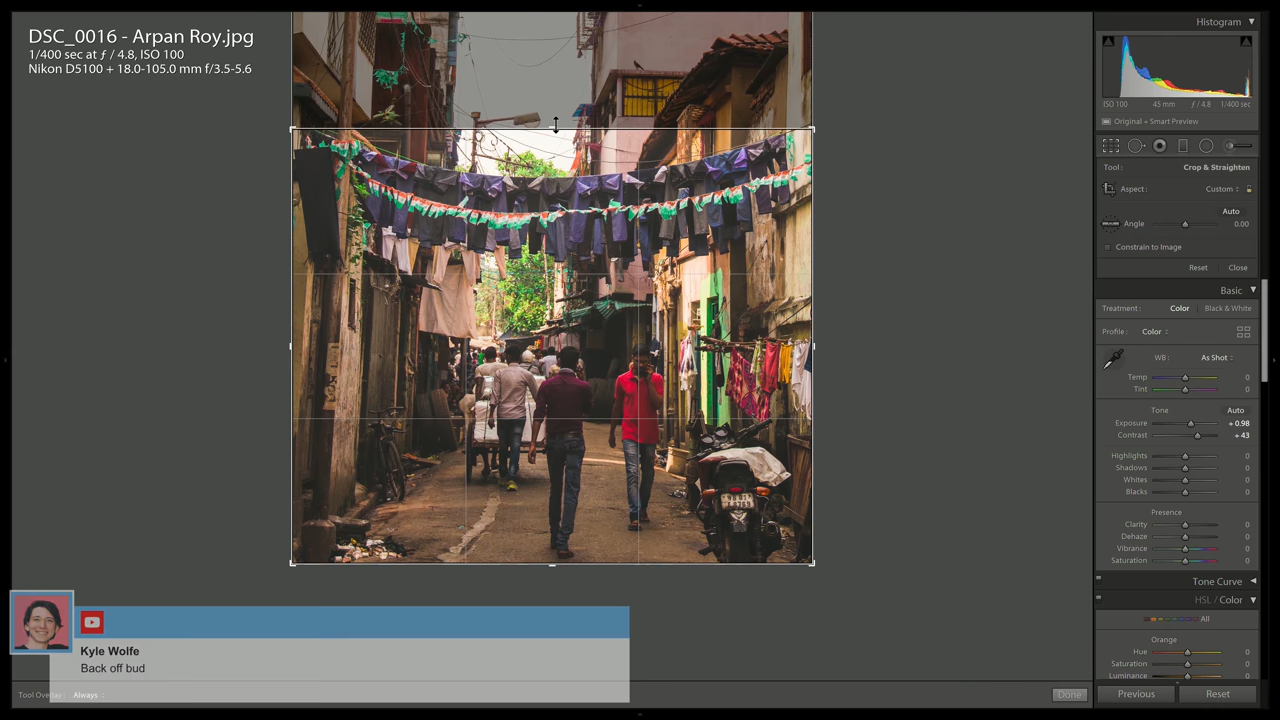 DSC_0016 - Arpan Roy.jpg
1/400 sec at ƒ / 4.8, ISO 100
Nikon D5100 + 18.0-105.0 mm f/3.5-5.6
Histogram
ISO 100 45 mm ƒ / 4.8 1/400 sec
Original + Smart Preview
Tool : Crop & Straighten
Aspect : Custom
Auto
Angle 0.00
Constrain to Image
Reset Close
Basic
Treatment : Color Black & White
Profile : Color
WB : As Shot
Temp 0
Tint 0
Tone Auto
Exposure + 0.98
Contrast + 43
Highlights 0
Shadows 0
Whites 0
Blacks 0
Presence
Clarity 0
Dehaze 0
Vibrance 0
Saturation 0
Tone Curve
HSL / Color
All
Orange
Hue 0
Saturation 0
Luminance 0
Previous Reset
Kyle Wolfe
Back off bud
Tool Overlay : Always
Done